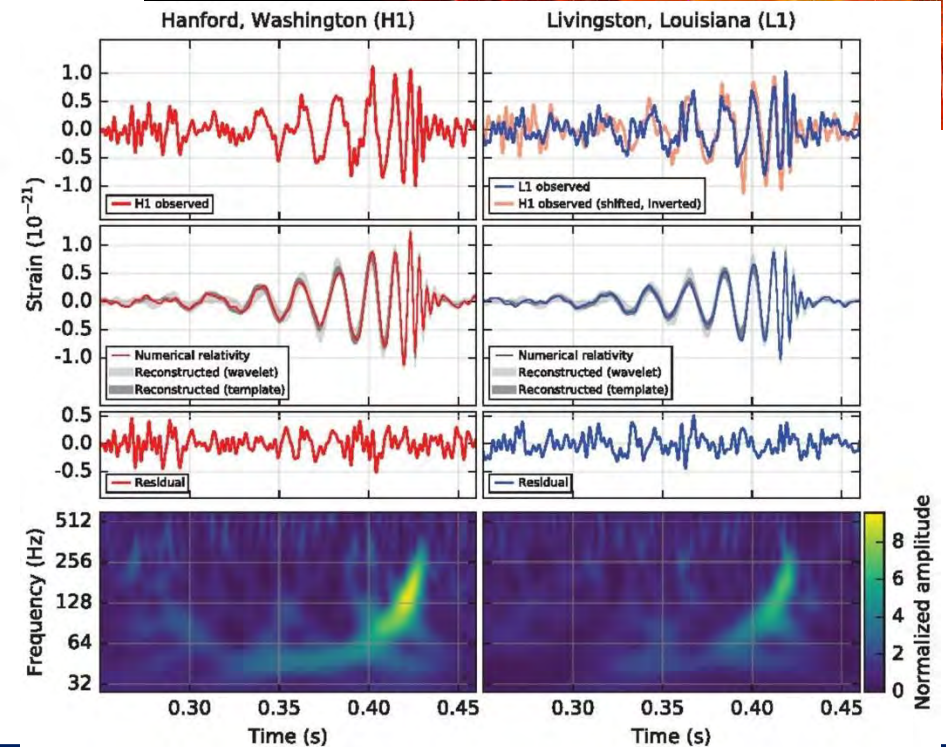 Hanford, Washington (H1)
Livingston, Louisiana (L1)
Strain (10⁻²¹)
1.0
0.5
0.0
-0.5
-1.0
H1 observed
L1 observed
H1 observed (shifted, inverted)
1.0
0.5
0.0
-0.5
-1.0
Numerical relativity
Reconstructed (wavelet)
Reconstructed (template)
Numerical relativity
Reconstructed (wavelet)
Reconstructed (template)
0.5
0.0
-0.5
Residual
Residual
Frequency (Hz)
512
256
128
64
32
Normalized amplitude
8
6
4
2
0
0.30 0.35 0.40 0.45
0.30 0.35 0.40 0.45
Time (s)
Time (s)